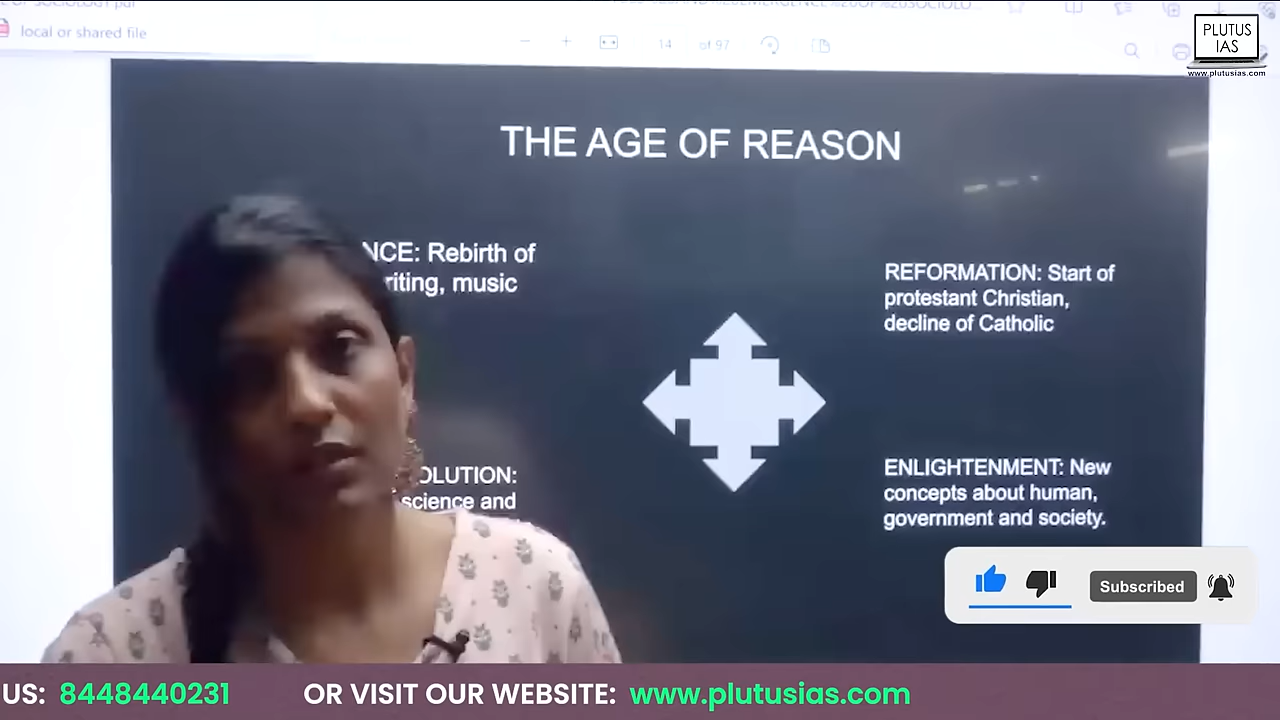 local or shared file
14 of 97
PLUTUS
IAS
www.plutusias.com
THE AGE OF REASON
NCE: Rebirth of
riting, music
REFORMATION: Start of
protestant Christian,
decline of Catholic
OLUTION:
science and
ENLIGHTENMENT: New
concepts about human,
government and society.
Subscribed
US: 8448440231 OR VISIT OUR WEBSITE: www.plutusias.com